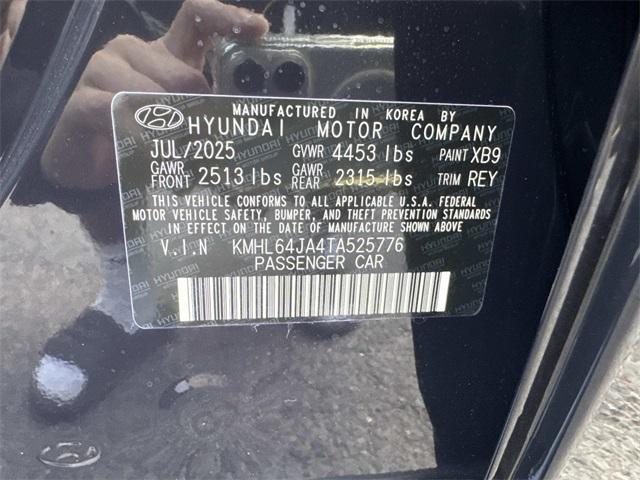 MANUFACTURED IN KOREA BY
HYUNDAI MOTOR COMPANY
JUL/2025 GVWR 4453 lbs PAINT XB9
GAWR FRONT 2513 lbs GAWR REAR 2315 lbs TRIM REY
THIS VEHICLE CONFORMS TO ALL APPLICABLE U.S.A. FEDERAL
MOTOR VEHICLE SAFETY, BUMPER, AND THEFT PREVENTION STANDARDS
IN EFFECT ON THE DATE OF MANUFACTURE SHOWN ABOVE
V.I.N KMHL64JA4TA525776
PASSENGER CAR